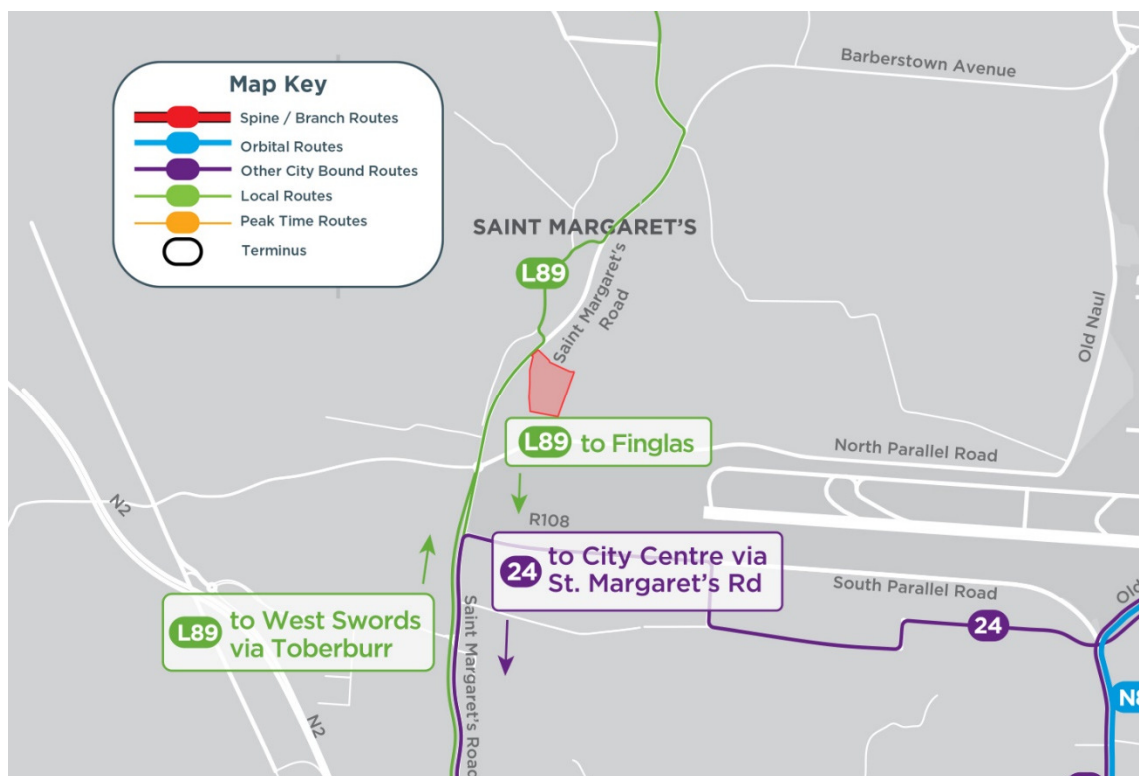 Map Key
Spine / Branch Routes
Orbital Routes
Other City Bound Routes
Local Routes
Peak Time Routes
Terminus
Barberstown Avenue
SAINT MARGARET'S
L89
Saint Margaret's
Road
Old Naul
L89 to Finglas
North Parallel Road
N2
R108
24 to City Centre via
St. Margaret's Rd
South Parallel Road
L89 to West Swords
via Toberburr
24
Saint Margaret's Road
N2